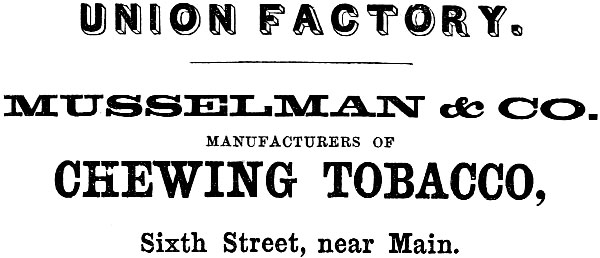 UNION FACTORY.
MUSSELMAN & CO.
MANUFACTURERS OF
CHEWING TOBACCO,
Sixth Street, near Main.